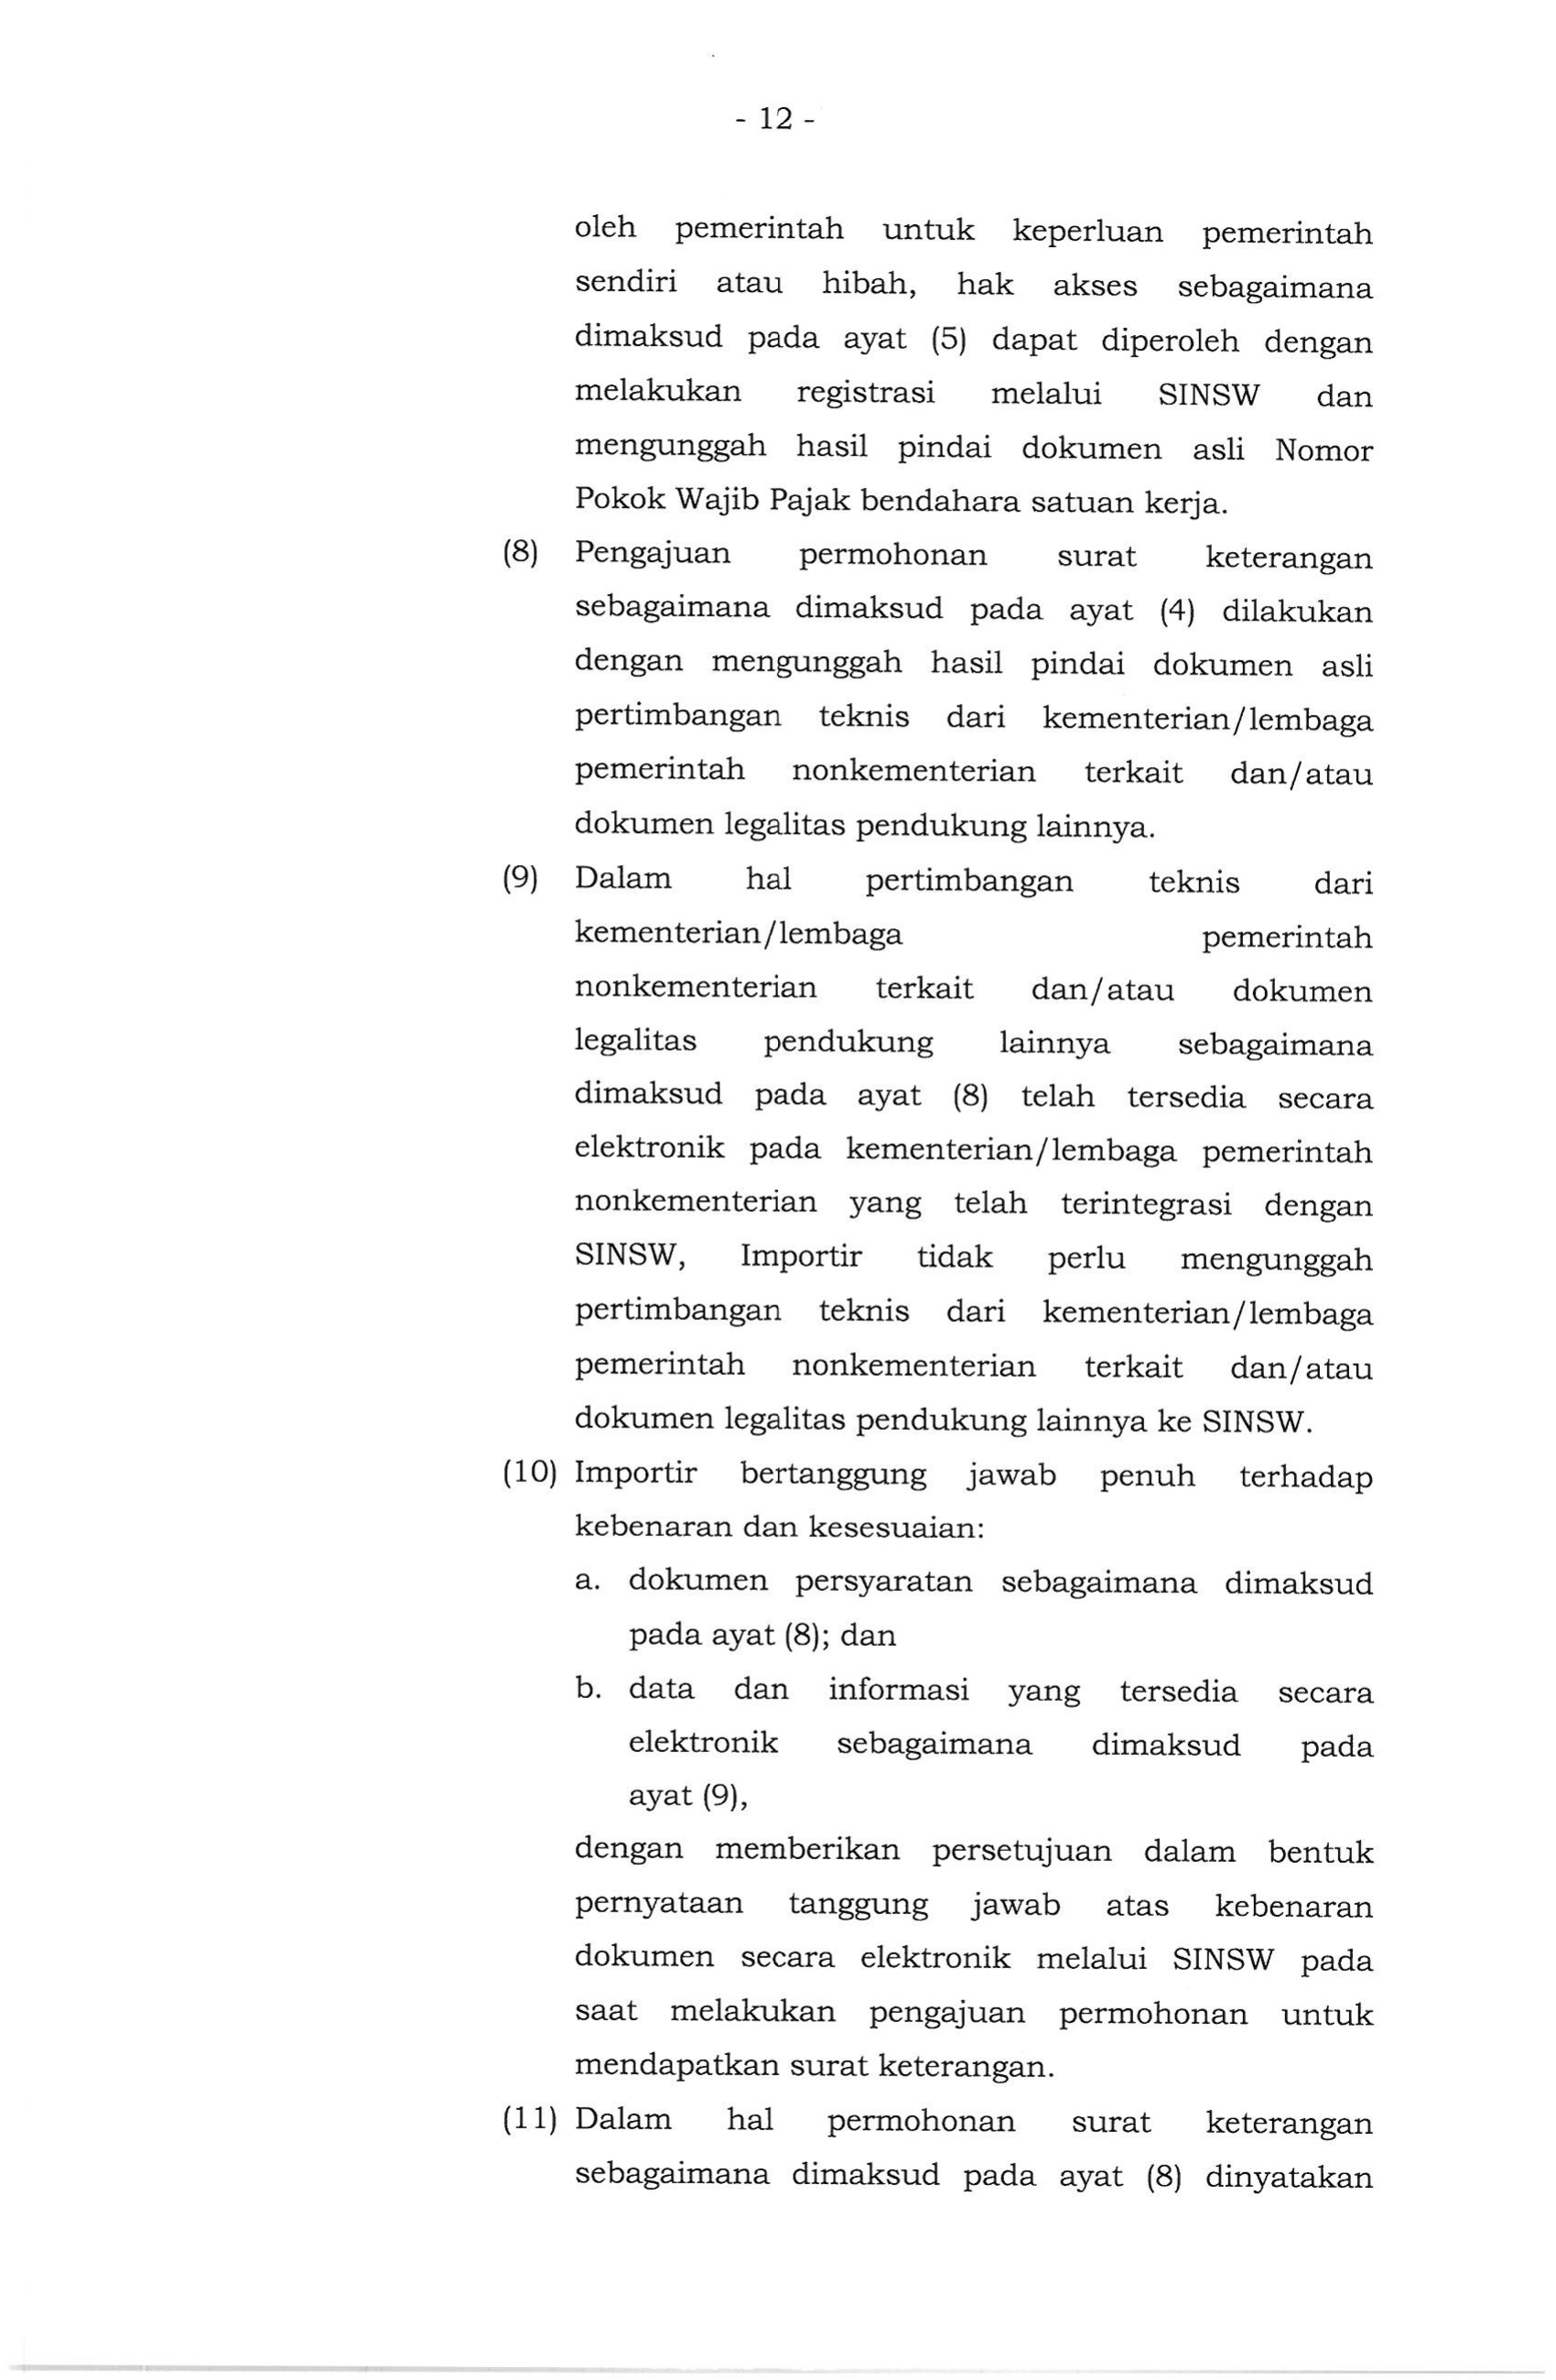 - 12 -
oleh pemerintah untuk keperluan pemerintah
sendiri atau hibah, hak akses sebagaimana
dimaksud pada ayat (5) dapat diperoleh dengan
melakukan registrasi melalui SINSW dan
mengunggah hasil pindai dokumen asli Nomor
Pokok Wajib Pajak bendahara satuan kerja.
(8) Pengajuan permohonan surat keterangan
sebagaimana dimaksud pada ayat (4) dilakukan
dengan mengunggah hasil pindai dokumen asli
pertimbangan teknis dari kementerian/lembaga
pemerintah nonkementerian terkait dan/atau
dokumen legalitas pendukung lainnya.
(9) Dalam hal pertimbangan teknis dari
kementerian/lembaga pemerintah
nonkementerian terkait dan/atau dokumen
legalitas pendukung lainnya sebagaimana
dimaksud pada ayat (8) telah tersedia secara
elektronik pada kementerian/lembaga pemerintah
nonkementerian yang telah terintegrasi dengan
SINSW, Importir tidak perlu mengunggah
pertimbangan teknis dari kementerian/lembaga
pemerintah nonkementerian terkait dan/atau
dokumen legalitas pendukung lainnya ke SINSW.
(10) Importir bertanggung jawab penuh terhadap
kebenaran dan kesesuaian:
a. dokumen persyaratan sebagaimana dimaksud
pada ayat (8); dan
b. data dan informasi yang tersedia secara
elektronik sebagaimana dimaksud pada
ayat (9),
dengan memberikan persetujuan dalam bentuk
pernyataan tanggung jawab atas kebenaran
dokumen secara elektronik melalui SINSW pada
saat melakukan pengajuan permohonan untuk
mendapatkan surat keterangan.
(11) Dalam hal permohonan surat keterangan
sebagaimana dimaksud pada ayat (8) dinyatakan